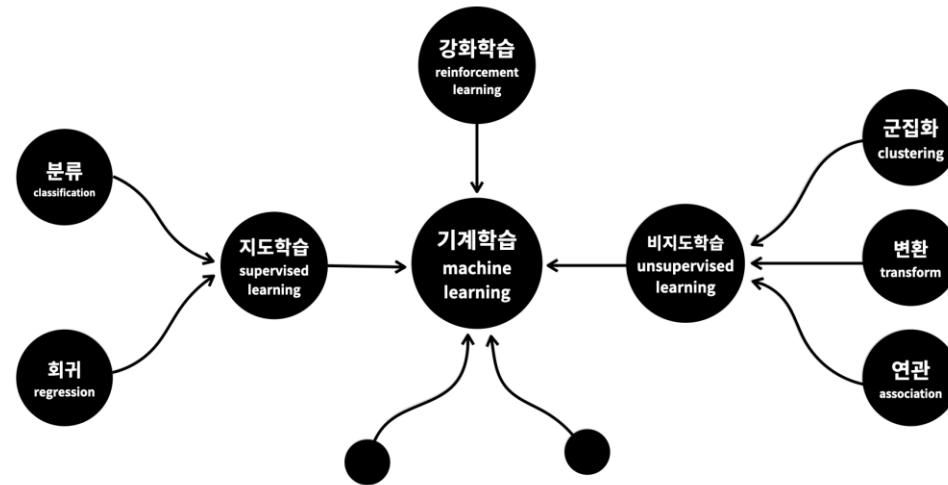 강화학습
reinforcement
learning
분류
classification
회귀
regression
지도학습
supervised
learning
기계학습
machine
learning
비지도학습
unsupervised
learning
군집화
clustering
변환
transform
연관
association